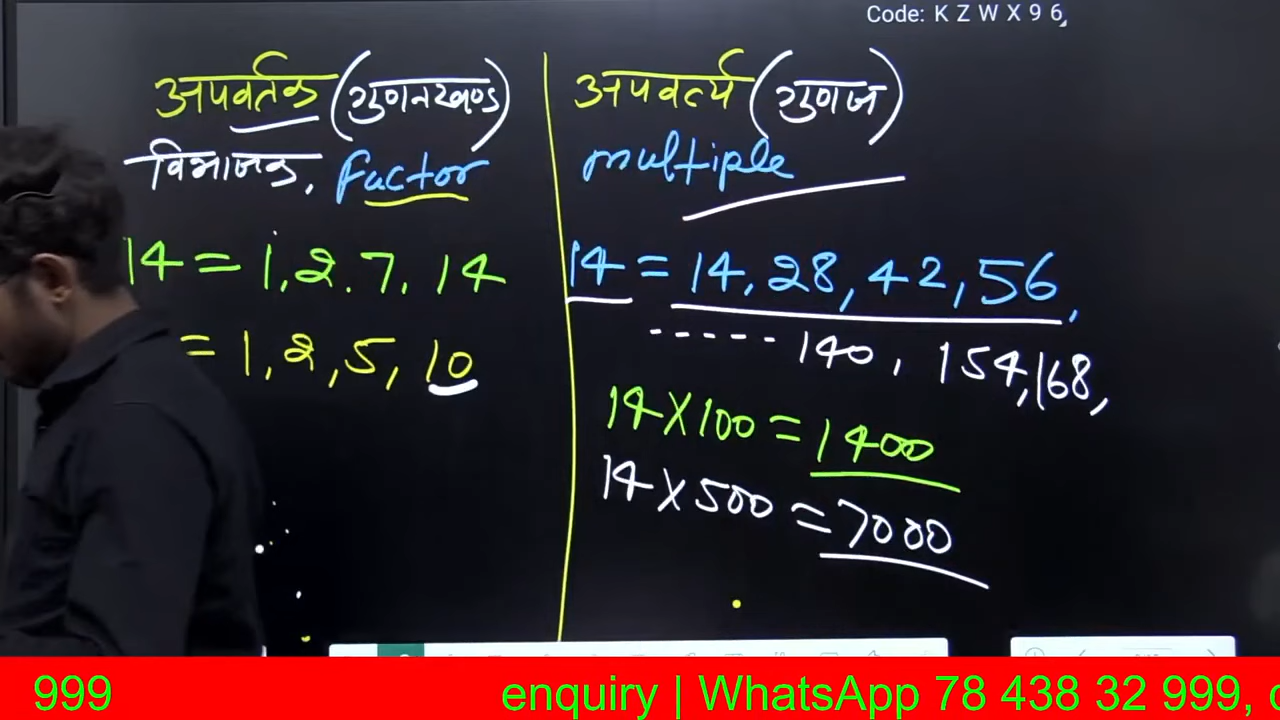 Code: K Z W X 9 6
अपवर्तक (गुणनखण्ड)
विभाजक, factor
14 = 1, 2, 7, 14
= 1, 2, 5, 10
अपवर्त्य (गुणज)
multiple
14 = 14, 28, 42, 56,
------ 140, 154, 168,
14 X 100 = 1400
14 X 500 = 7000
999 enquiry | WhatsApp 78 438 32 999,